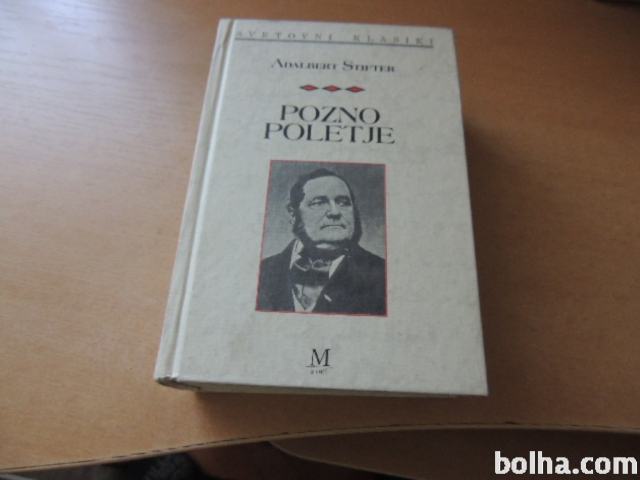 SVETOVNI KLASIKI
ADALBERT STIFTER
POZNO
POLETJE
M
bolha.com